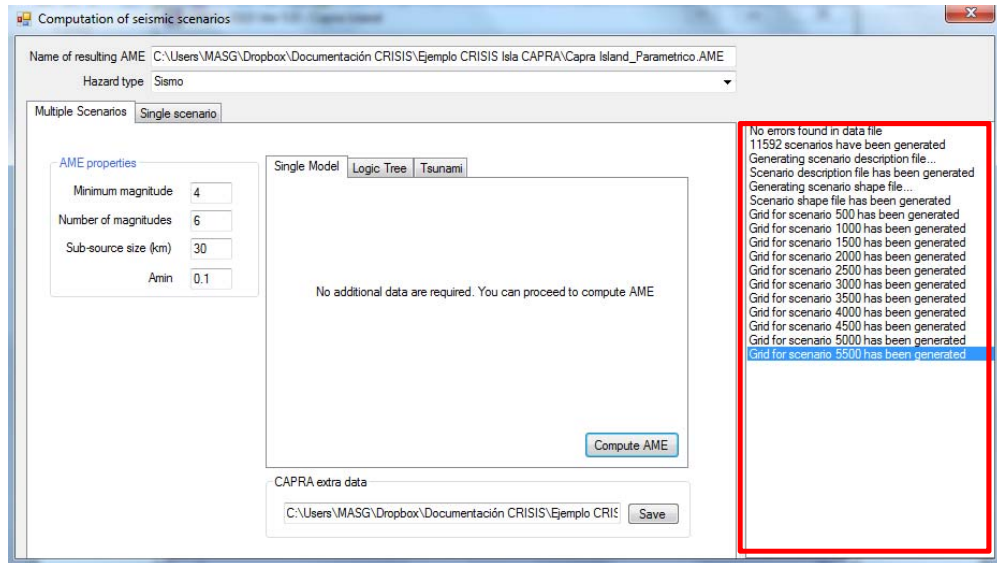 Computation of seismic scenarios
Name of resulting AME C:\Users\MASG\Dropbox\Documentación CRISIS\Ejemplo CRISIS Isla CAPRA\Capra Island_Parametrico.AME
Hazard type Sismo
Multiple Scenarios Single scenario
AME properties
Minimum magnitude 4
Number of magnitudes 6
Sub-source size (km) 30
Amin 0.1
Single Model Logic Tree Tsunami
No additional data are required. You can proceed to compute AME
Compute AME
CAPRA extra data
C:\Users\MASG\Dropbox\Documentación CRISIS\Ejemplo CRIS Save
No errors found in data file
11592 scenarios have been generated
Generating scenario description file...
Scenario description file has been generated
Generating scenario shape file...
Scenario shape file has been generated
Grid for scenario 500 has been generated
Grid for scenario 1000 has been generated
Grid for scenario 1500 has been generated
Grid for scenario 2000 has been generated
Grid for scenario 2500 has been generated
Grid for scenario 3000 has been generated
Grid for scenario 3500 has been generated
Grid for scenario 4000 has been generated
Grid for scenario 4500 has been generated
Grid for scenario 5000 has been generated
Grid for scenario 5500 has been generated